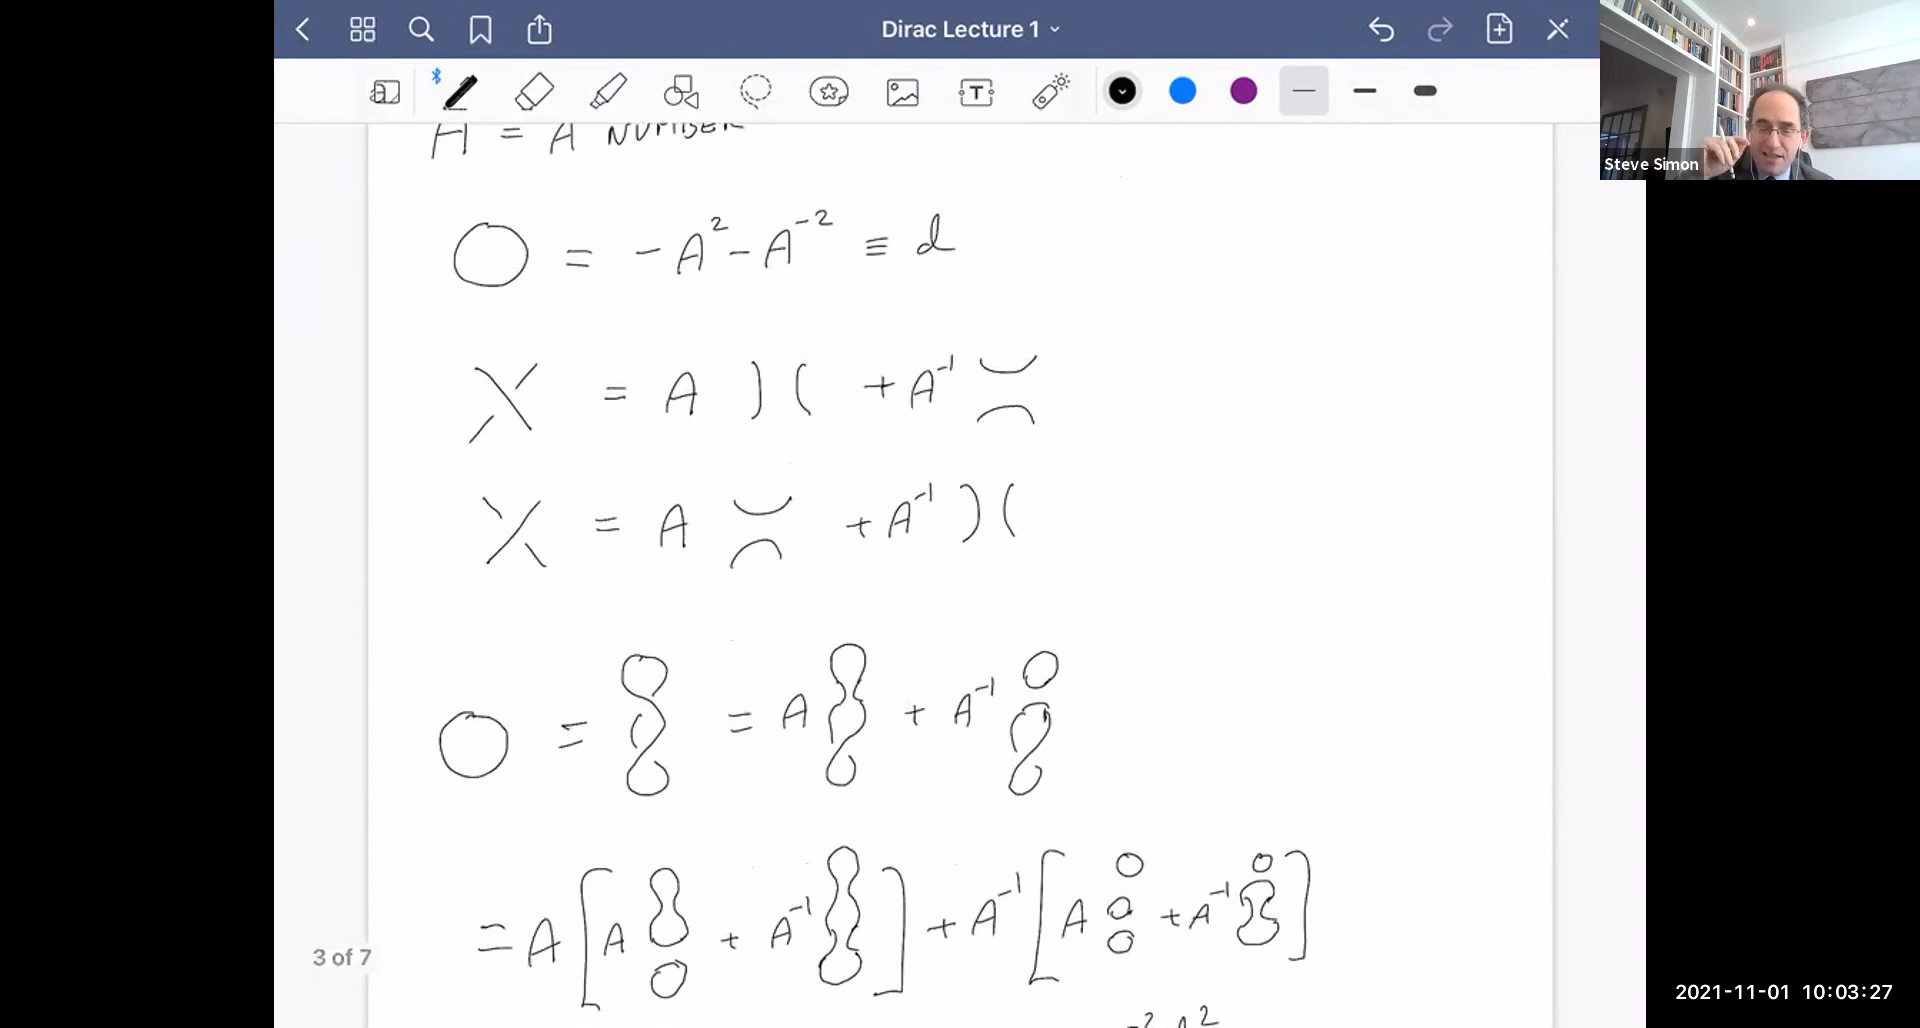 Dirac Lecture 1
T
Steve Simon
A = A NUMBER
O = -A² - A⁻² ≡ d
= A ) ( + A⁻¹
= A + A⁻¹ ) (
O = = A + A⁻¹
= A [ A + A⁻¹ ] + A⁻¹ [ A + A⁻¹ ]
3 of 7
2021-11-01 10:03:27